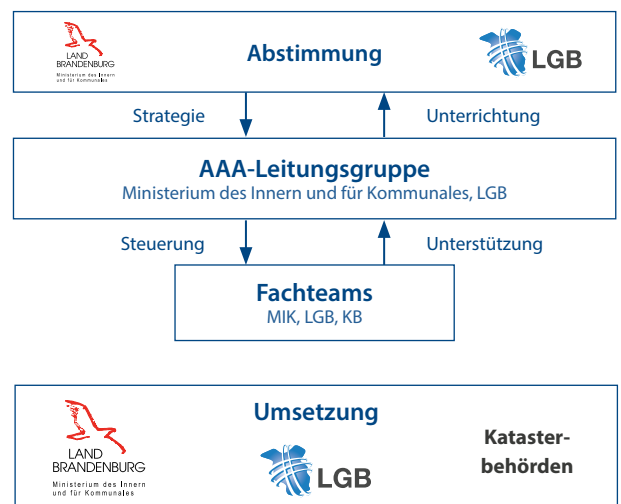 LAND
BRANDENBURG
Ministerium des Innern
und für Kommunales
Abstimmung
LGB
Strategie
Unterrichtung
AAA-Leitungsgruppe
Ministerium des Innern und für Kommunales, LGB
Steuerung
Unterstützung
Fachteams
MIK, LGB, KB
Umsetzung
LAND
BRANDENBURG
Ministerium des Innern
und für Kommunales
LGB
Kataster-
behörden